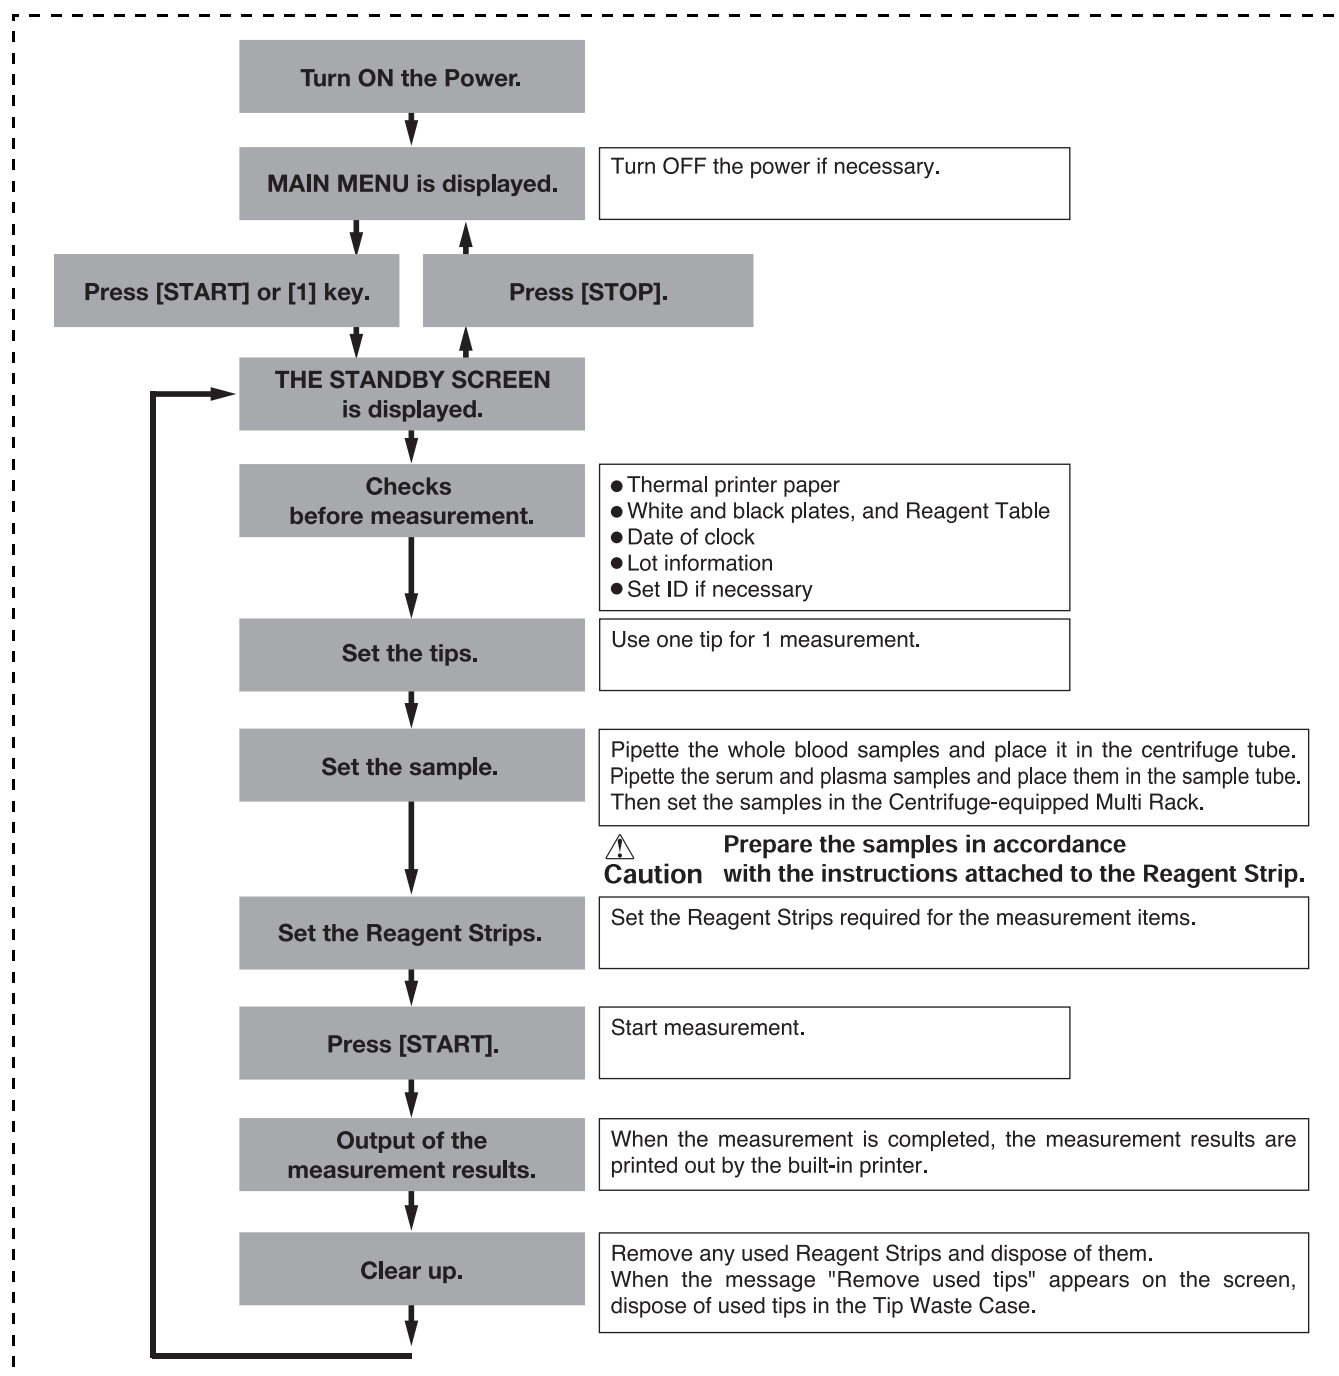 Turn ON the Power.
MAIN MENU is displayed.
Turn OFF the power if necessary.
Press [START] or [1] key.
Press [STOP].
THE STANDBY SCREEN
is displayed.
Checks
before measurement.
● Thermal printer paper
● White and black plates, and Reagent Table
● Date of clock
● Lot information
● Set ID if necessary
Set the tips.
Use one tip for 1 measurement.
Set the sample.
Pipette the whole blood samples and place it in the centrifuge tube.
Pipette the serum and plasma samples and place them in the sample tube.
Then set the samples in the Centrifuge-equipped Multi Rack.
Caution
Prepare the samples in accordance
with the instructions attached to the Reagent Strip.
Set the Reagent Strips.
Set the Reagent Strips required for the measurement items.
Press [START].
Start measurement.
Output of the
measurement results.
When the measurement is completed, the measurement results are
printed out by the built-in printer.
Clear up.
Remove any used Reagent Strips and dispose of them.
When the message "Remove used tips" appears on the screen,
dispose of used tips in the Tip Waste Case.